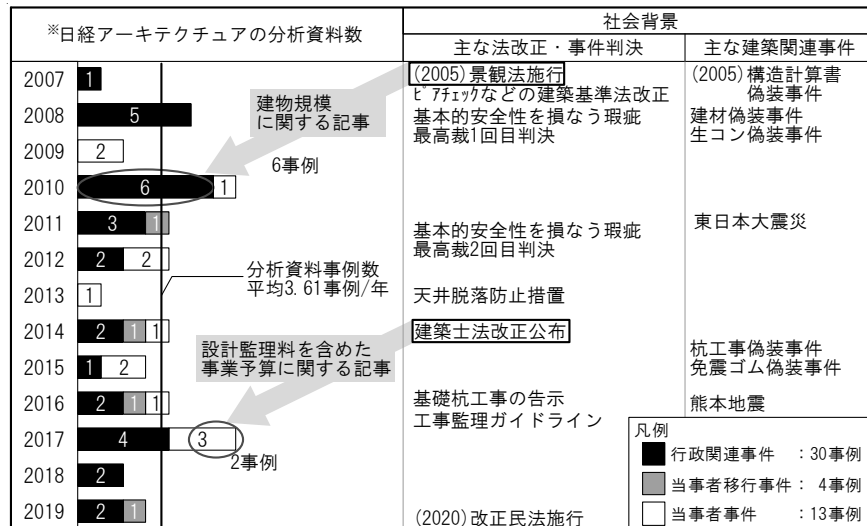 ※日経アーキテクチュアの分析資料数
社会背景
主な法改正・事件判決
主な建築関連事件
2007
1
(2005)景観法施行
ピアチェックなどの建築基準法改正
(2005)構造計算書
偽装事件
2008
5
建物規模
に関する記事
基本的安全性を損なう瑕疵
最高裁1回目判決
建材偽装事件
生コン偽装事件
2009
2
6事例
2010
6
1
2011
3
1
基本的安全性を損なう瑕疵
最高裁2回目判決
東日本大震災
2012
2
2
分析資料事例数
平均3.61事例/年
2013
1
天井脱落防止措置
2014
2
1
1
建築士法改正公布
設計監理料を含めた
事業予算に関する記事
杭工事偽装事件
免震ゴム偽装事件
2015
1
2
2016
2
1
1
基礎杭工事の告示
工事監理ガイドライン
熊本地震
2017
4
3
2事例
2018
2
2019
2
1
(2020)改正民法施行
凡例
行政関連事件 :30事例
当事者移行事件: 4事例
当事者事件 :13事例